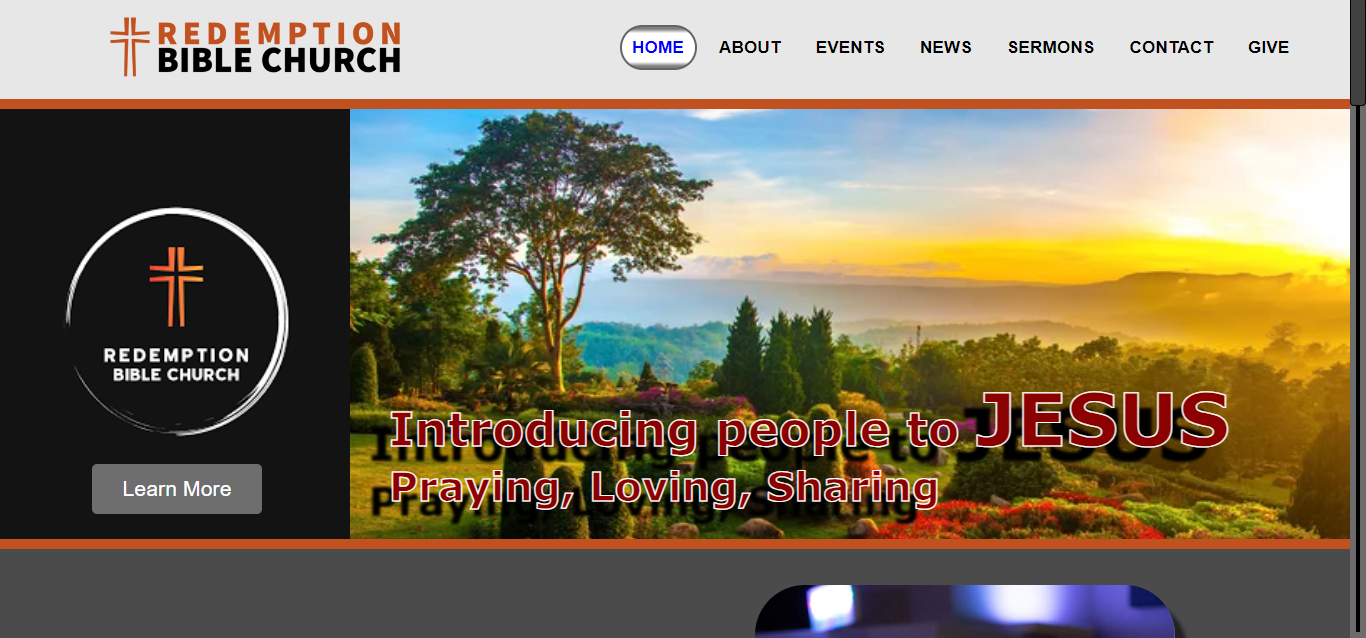 REDEMPTION
BIBLE CHURCH
HOME ABOUT EVENTS NEWS SERMONS CONTACT GIVE
REDEMPTION
BIBLE CHURCH
Learn More
Introducing people to JESUS
Praying, Loving, Sharing